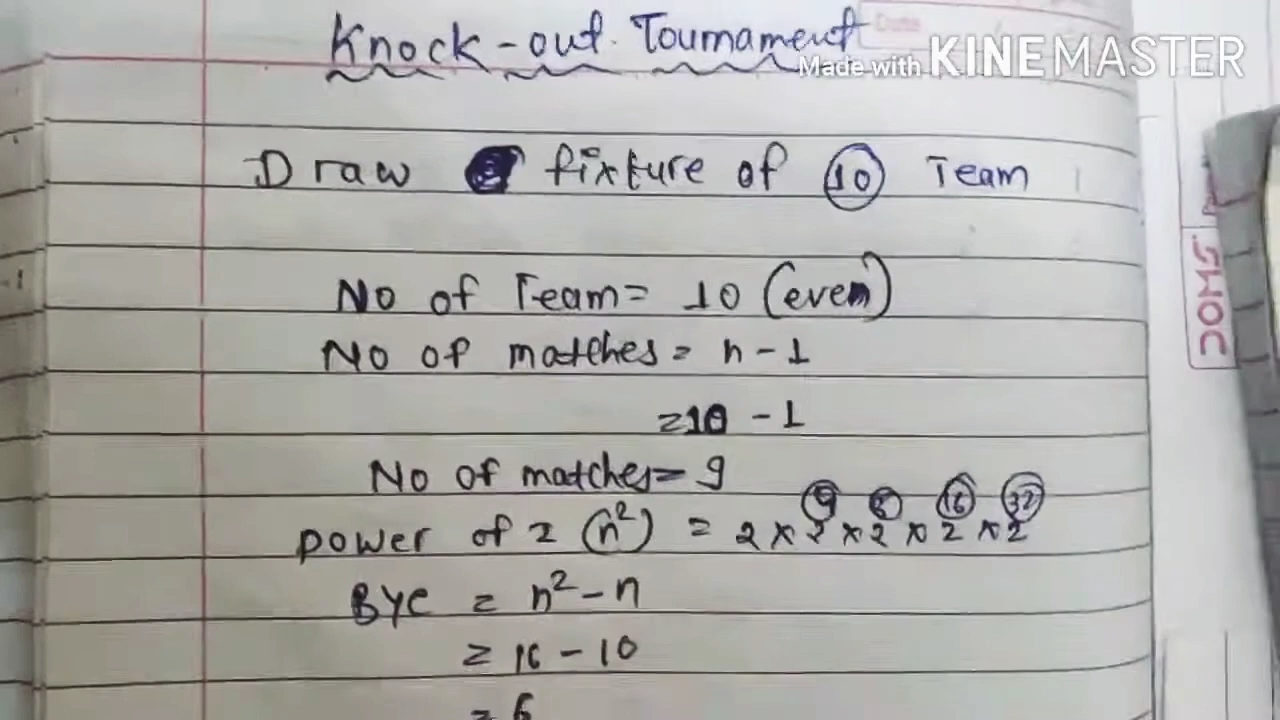 Knock-out Tournament
Made with KINEMASTER
Draw fixture of 10 Team
No of Team = 10 (even)
No of matches = n - 1
= 10 - 1
No of matches = 9
4 8 16 32
power of 2 (n²) = 2 × 2 × 2 × 2 × 2
Bye = n² - n
= 16 - 10
= 6
DOMS